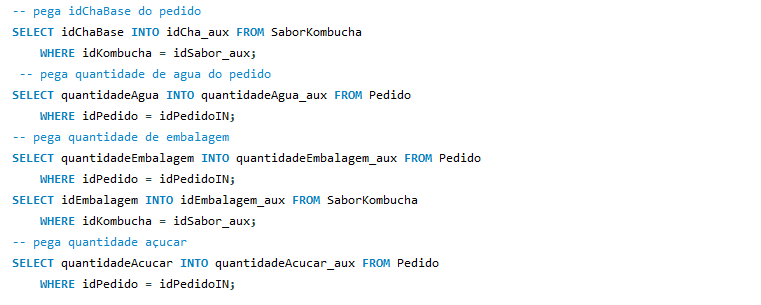 -- pega idChaBase do pedido
SELECT idChaBase INTO idCha_aux FROM SaborKombucha
WHERE idKombucha = idSabor_aux;
-- pega quantidade de agua do pedido
SELECT quantidadeAgua INTO quantidadeAgua_aux FROM Pedido
WHERE idPedido = idPedidoIN;
-- pega quantidade de embalagem
SELECT quantidadeEmbalagem INTO quantidadeEmbalagem_aux FROM Pedido
WHERE idPedido = idPedidoIN;
SELECT idEmbalagem INTO idEmbalagem_aux FROM SaborKombucha
WHERE idKombucha = idSabor_aux;
-- pega quantidade açucar
SELECT quantidadeAcucar INTO quantidadeAcucar_aux FROM Pedido
WHERE idPedido = idPedidoIN;